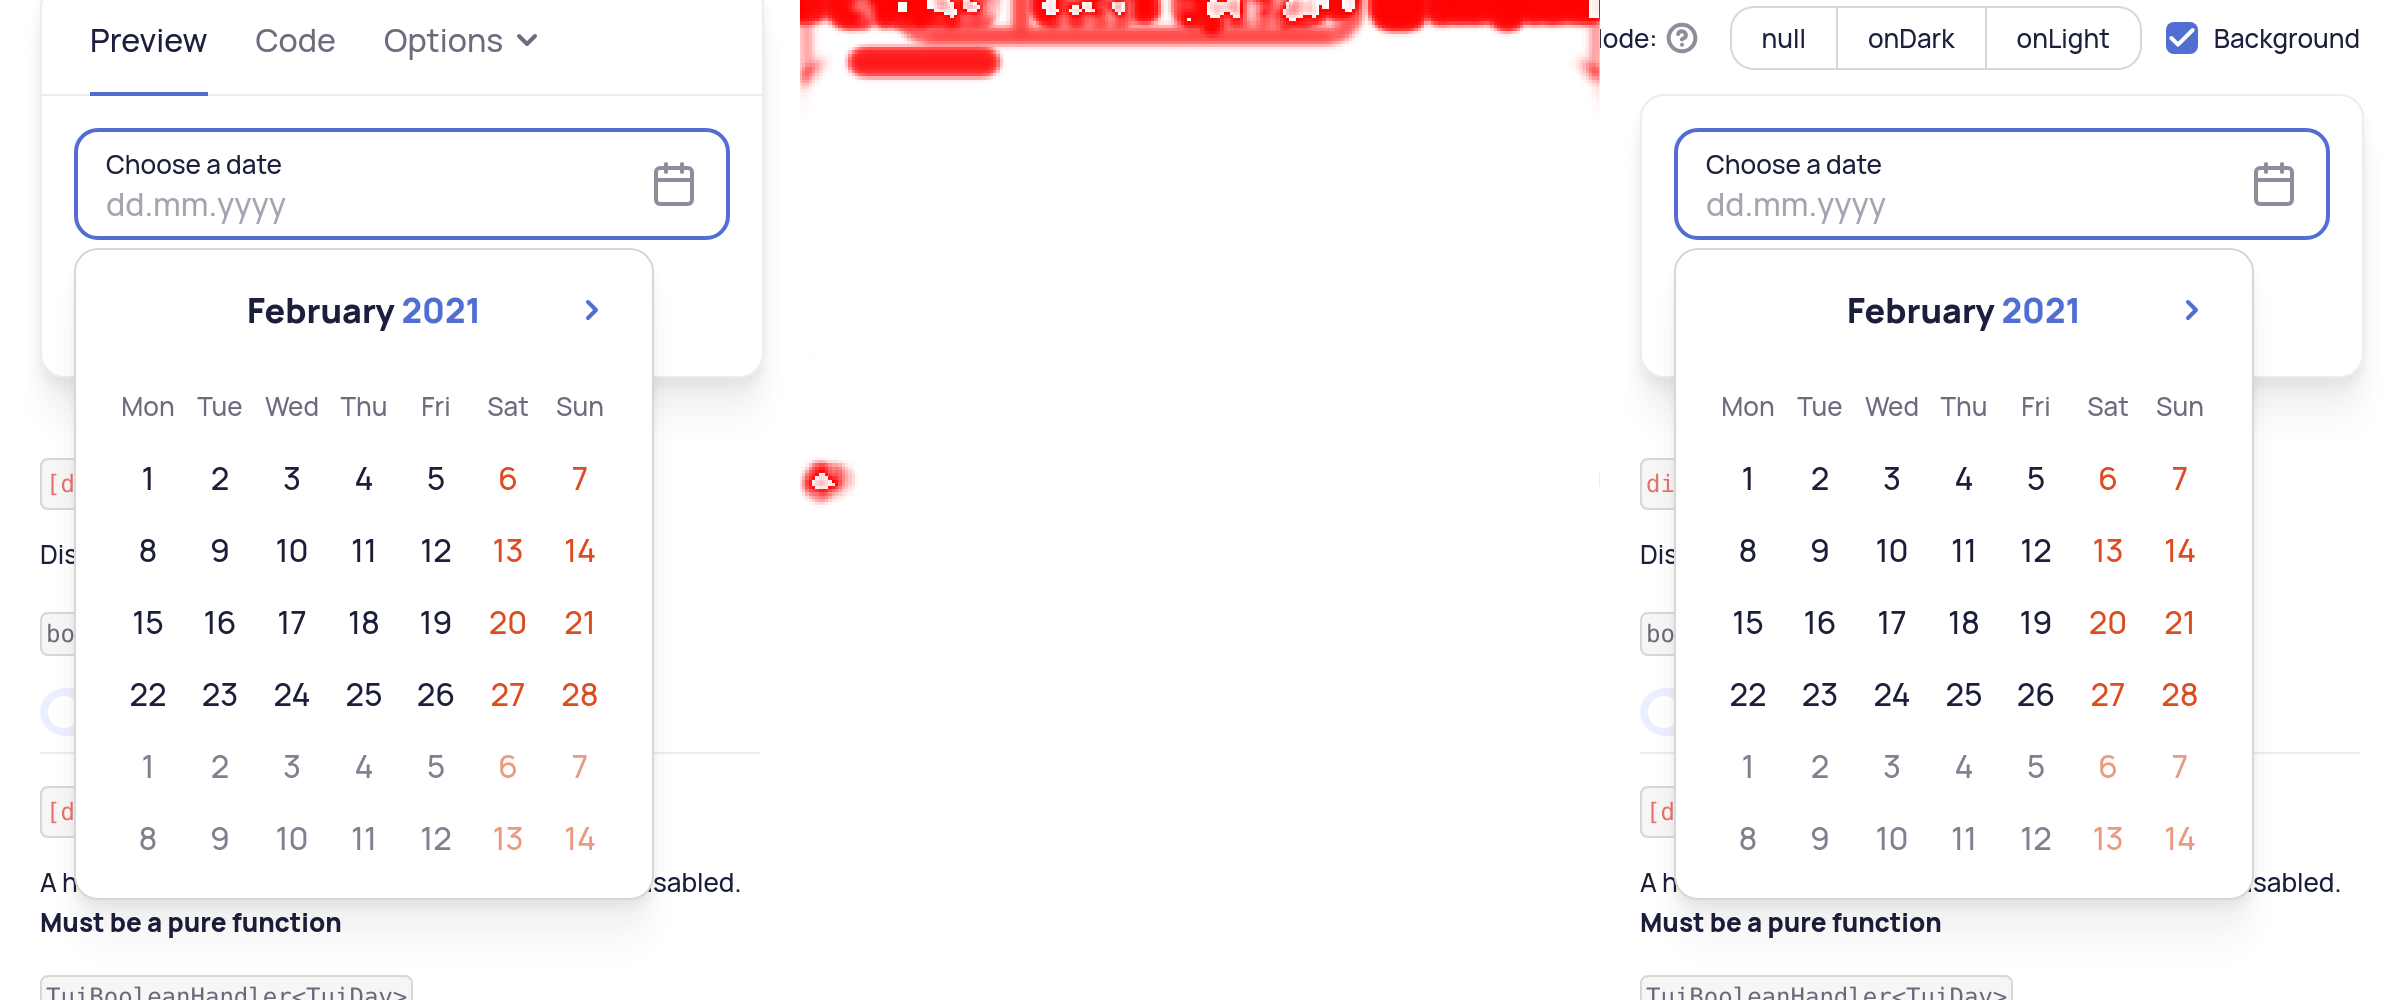 Preview Code Options
Choose a date
dd.mm.yyyy
February 2021
Mon Tue Wed Thu Fri Sat Sun
1 2 3 4 5 6 7
8 9 10 11 12 13 14
15 16 17 18 19 20 21
22 23 24 25 26 27 28
1 2 3 4 5 6 7
8 9 10 11 12 13 14
[d
Dis
bo
[d
A h sabled.
Must be a pure function
TuiBooleanHandler<TuiDay>
ode: null onDark onLight Background
Choose a date
dd.mm.yyyy
February 2021
Mon Tue Wed Thu Fri Sat Sun
1 2 3 4 5 6 7
8 9 10 11 12 13 14
15 16 17 18 19 20 21
22 23 24 25 26 27 28
1 2 3 4 5 6 7
8 9 10 11 12 13 14
di
Dis
bo
[d
A h sabled.
Must be a pure function
TuiBooleanHandler<TuiDay>